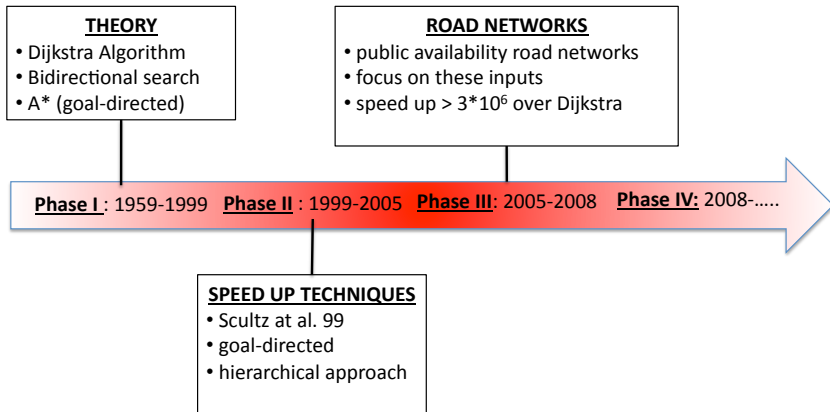 THEORY
• Dijkstra Algorithm
• Bidirectional search
• A* (goal-directed)
ROAD NETWORKS
• public availability road networks
• focus on these inputs
• speed up > 3*10⁶ over Dijkstra
Phase I : 1959-1999 Phase II : 1999-2005 Phase III: 2005-2008 Phase IV: 2008-.....
SPEED UP TECHNIQUES
• Scultz at al. 99
• goal-directed
• hierarchical approach